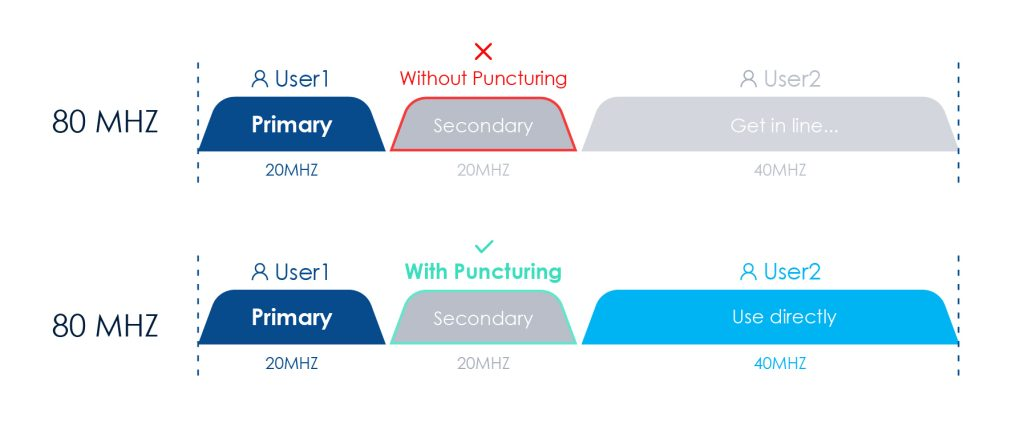 80 MHZ
User1
Without Puncturing
User2
Primary
Secondary
Get in line...
20MHZ
20MHZ
40MHZ
80 MHZ
User1
With Puncturing
User2
Primary
Secondary
Use directly
20MHZ
20MHZ
40MHZ